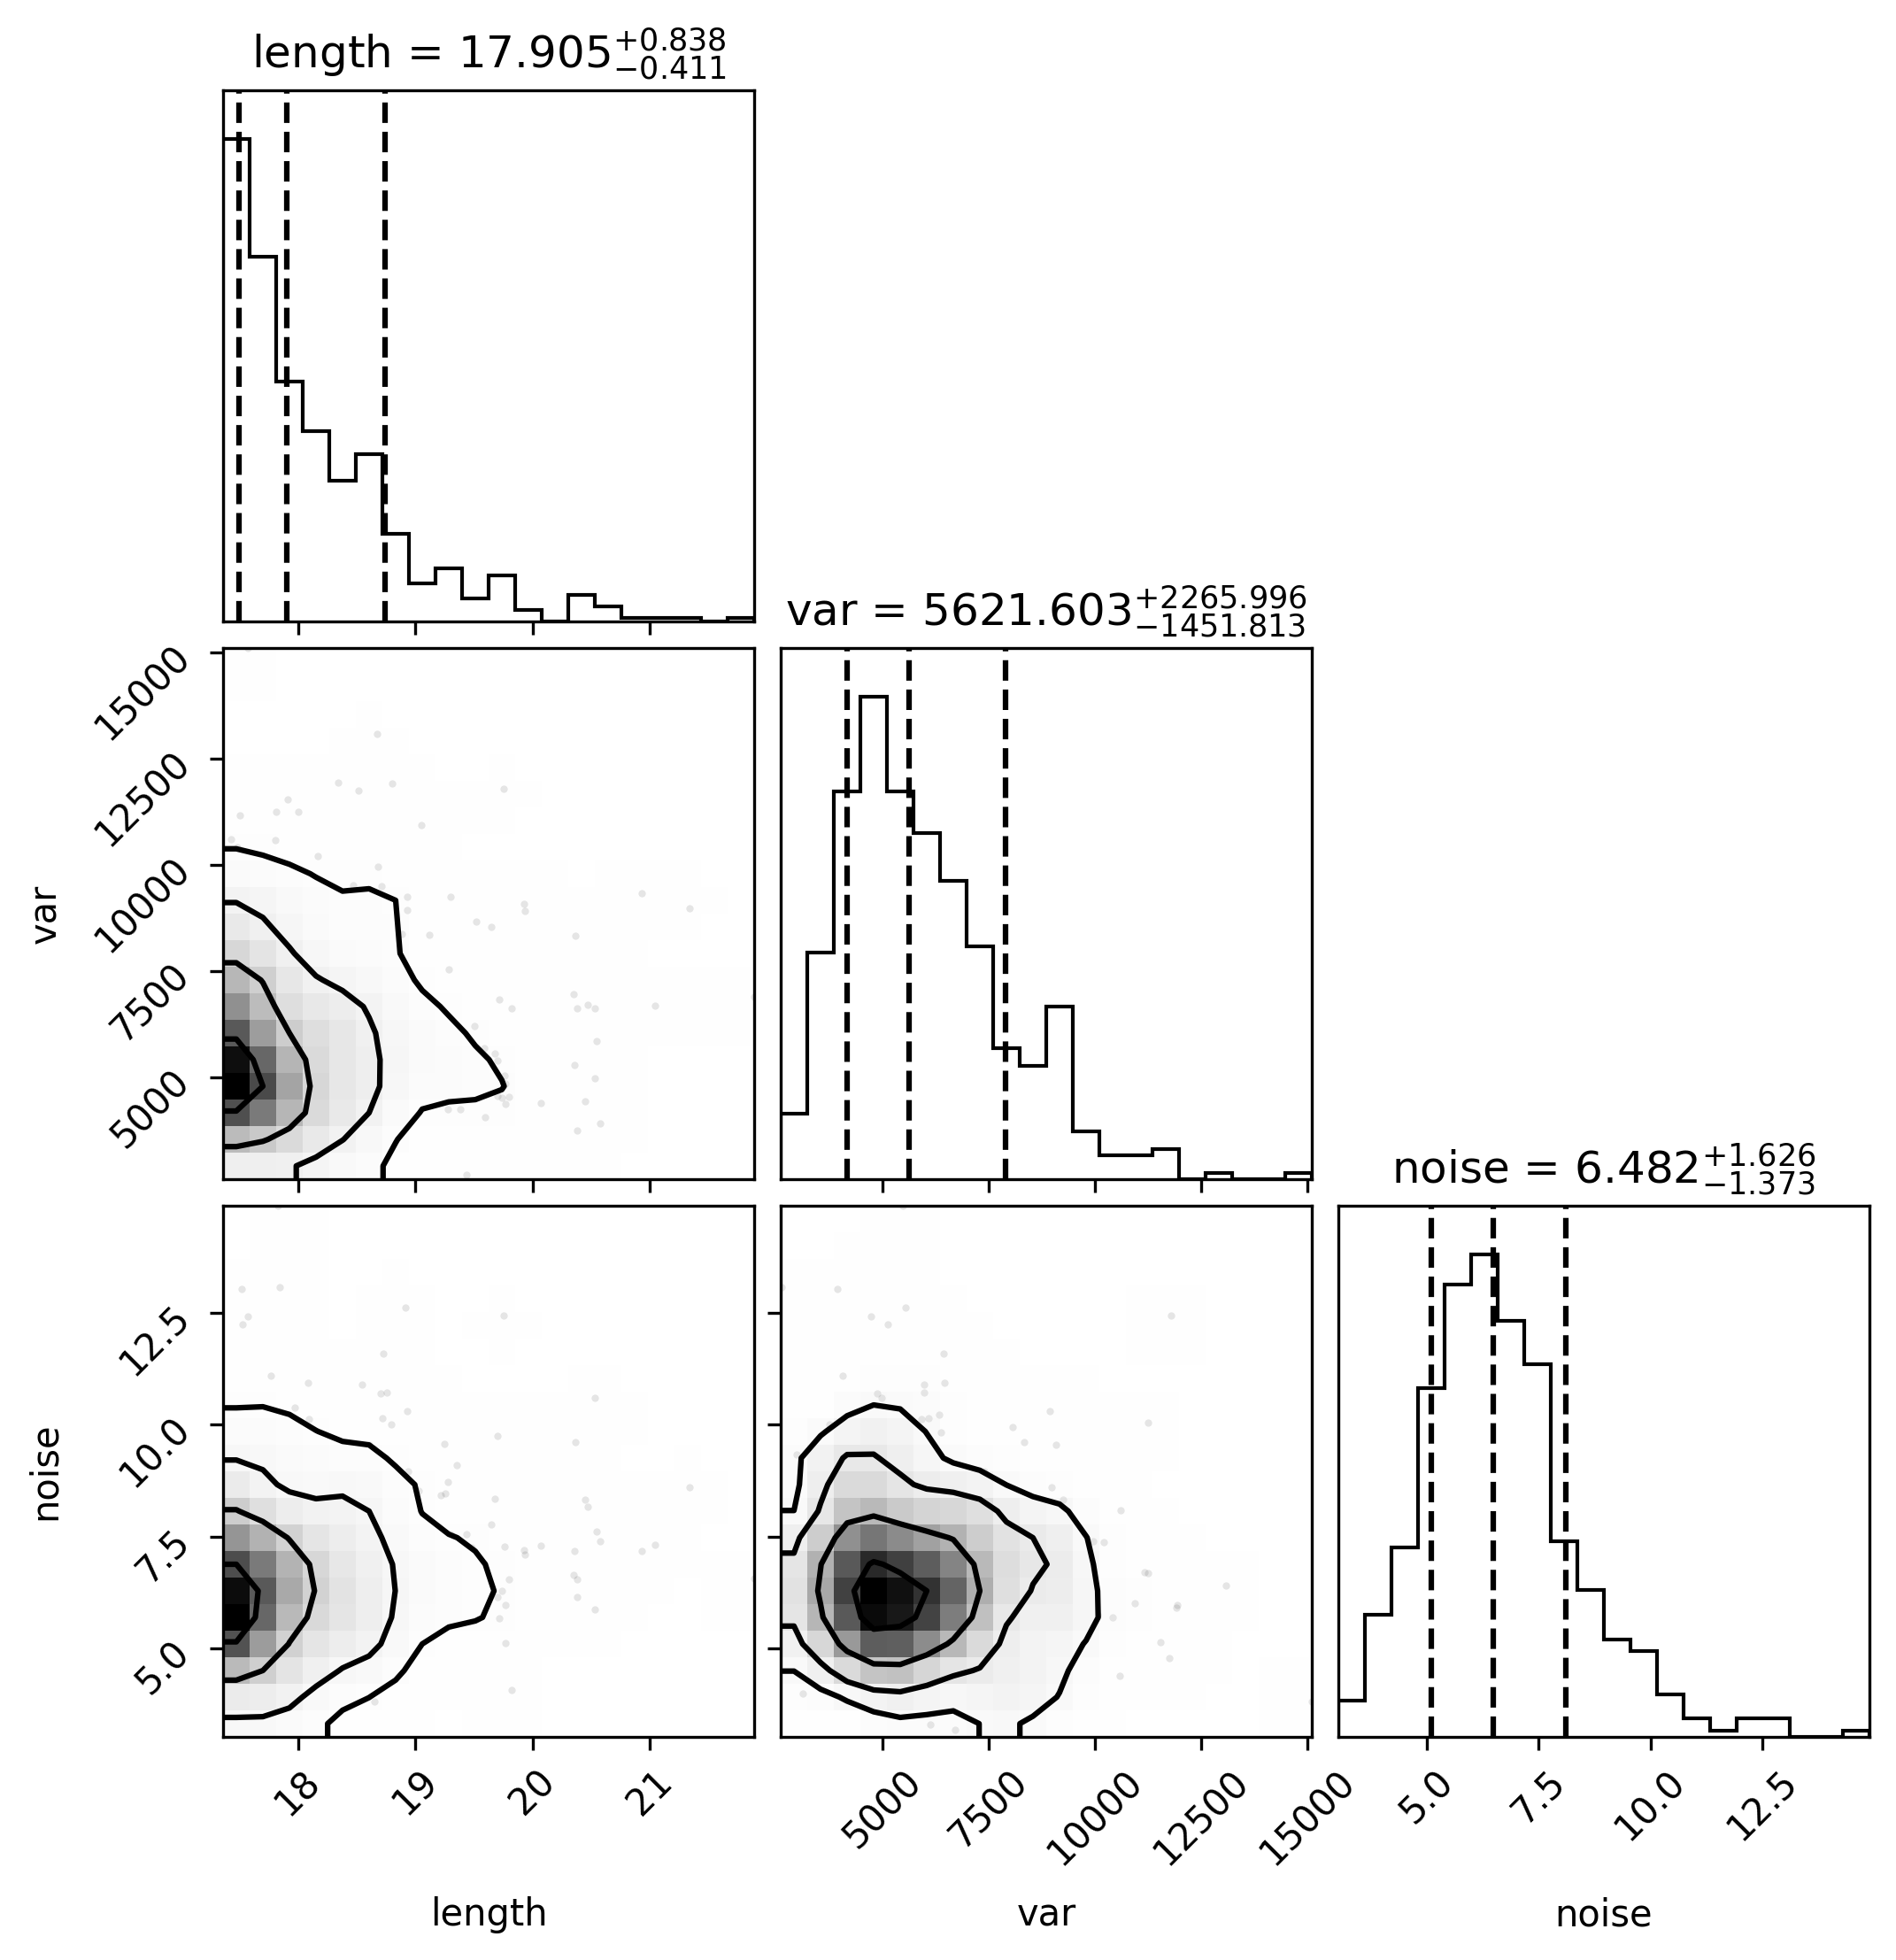 length = 17.905 +0.838 −0.411
var = 5621.603 +2265.996 −1451.813
15000
12500
10000
7500
5000
var
noise = 6.482 +1.626 −1.373
12.5
10.0
7.5
5.0
noise
18 19 20 21
5000 7500 10000 12500 15000
5.0 7.5 10.0 12.5
length
var
noise